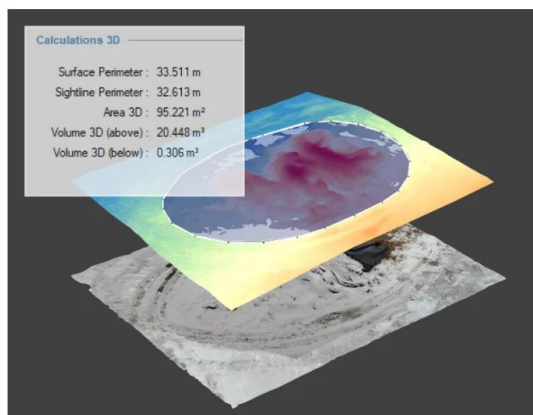 Calculations 3D
Surface Perimeter : 33.511 m
Sightline Perimeter : 32.613 m
Area 3D : 95.221 m²
Volume 3D (above) : 20.448 m³
Volume 3D (below) : 0.306 m³